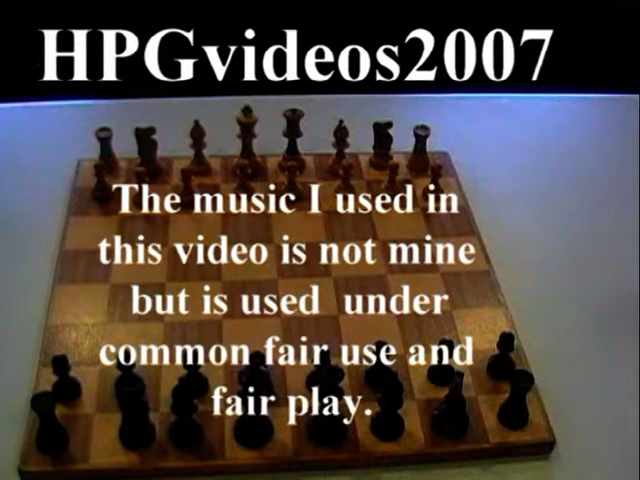 HPGvideos2007
The music I used in
this video is not mine
but is used under
common fair use and
fair play.